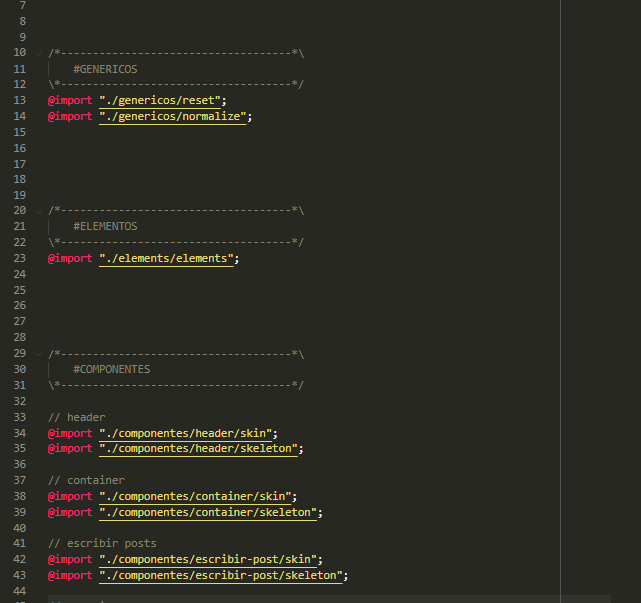 7
8
9
10 /*------------------------------------*\
11 #GENERICOS
12 \*------------------------------------*/
13 @import "./genericos/reset";
14 @import "./genericos/normalize";
15
16
17
18
19
20 /*------------------------------------*\
21 #ELEMENTOS
22 \*------------------------------------*/
23 @import "./elements/elements";
24
25
26
27
28
29 /*------------------------------------*\
30 #COMPONENTES
31 \*------------------------------------*/
32
33 // header
34 @import "./componentes/header/skin";
35 @import "./componentes/header/skeleton";
36
37 // container
38 @import "./componentes/container/skin";
39 @import "./componentes/container/skeleton";
40
41 // escribir posts
42 @import "./componentes/escribir-post/skin";
43 @import "./componentes/escribir-post/skeleton";
44